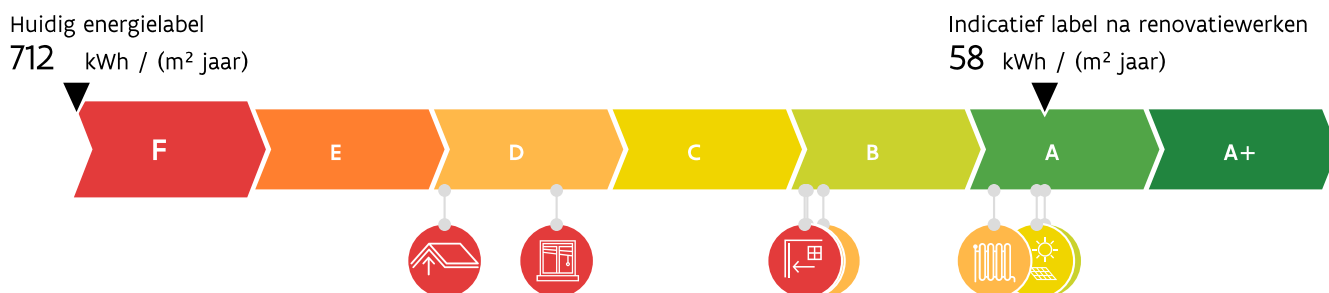 Huidig energielabel
712 kWh / (m² jaar)
Indicatief label na renovatiewerken
58 kWh / (m² jaar)
F E D C B A A+